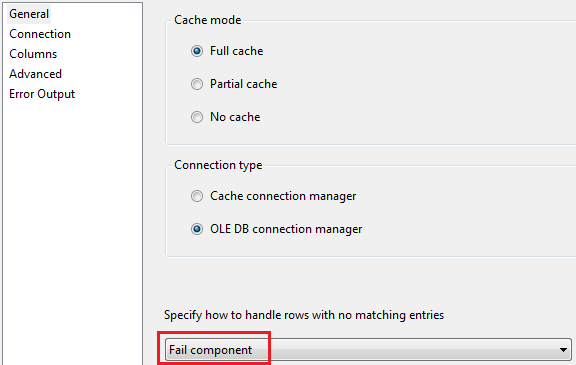 General
Connection
Columns
Advanced
Error Output
Cache mode
Full cache
Partial cache
No cache
Connection type
Cache connection manager
OLE DB connection manager
Specify how to handle rows with no matching entries
Fail component